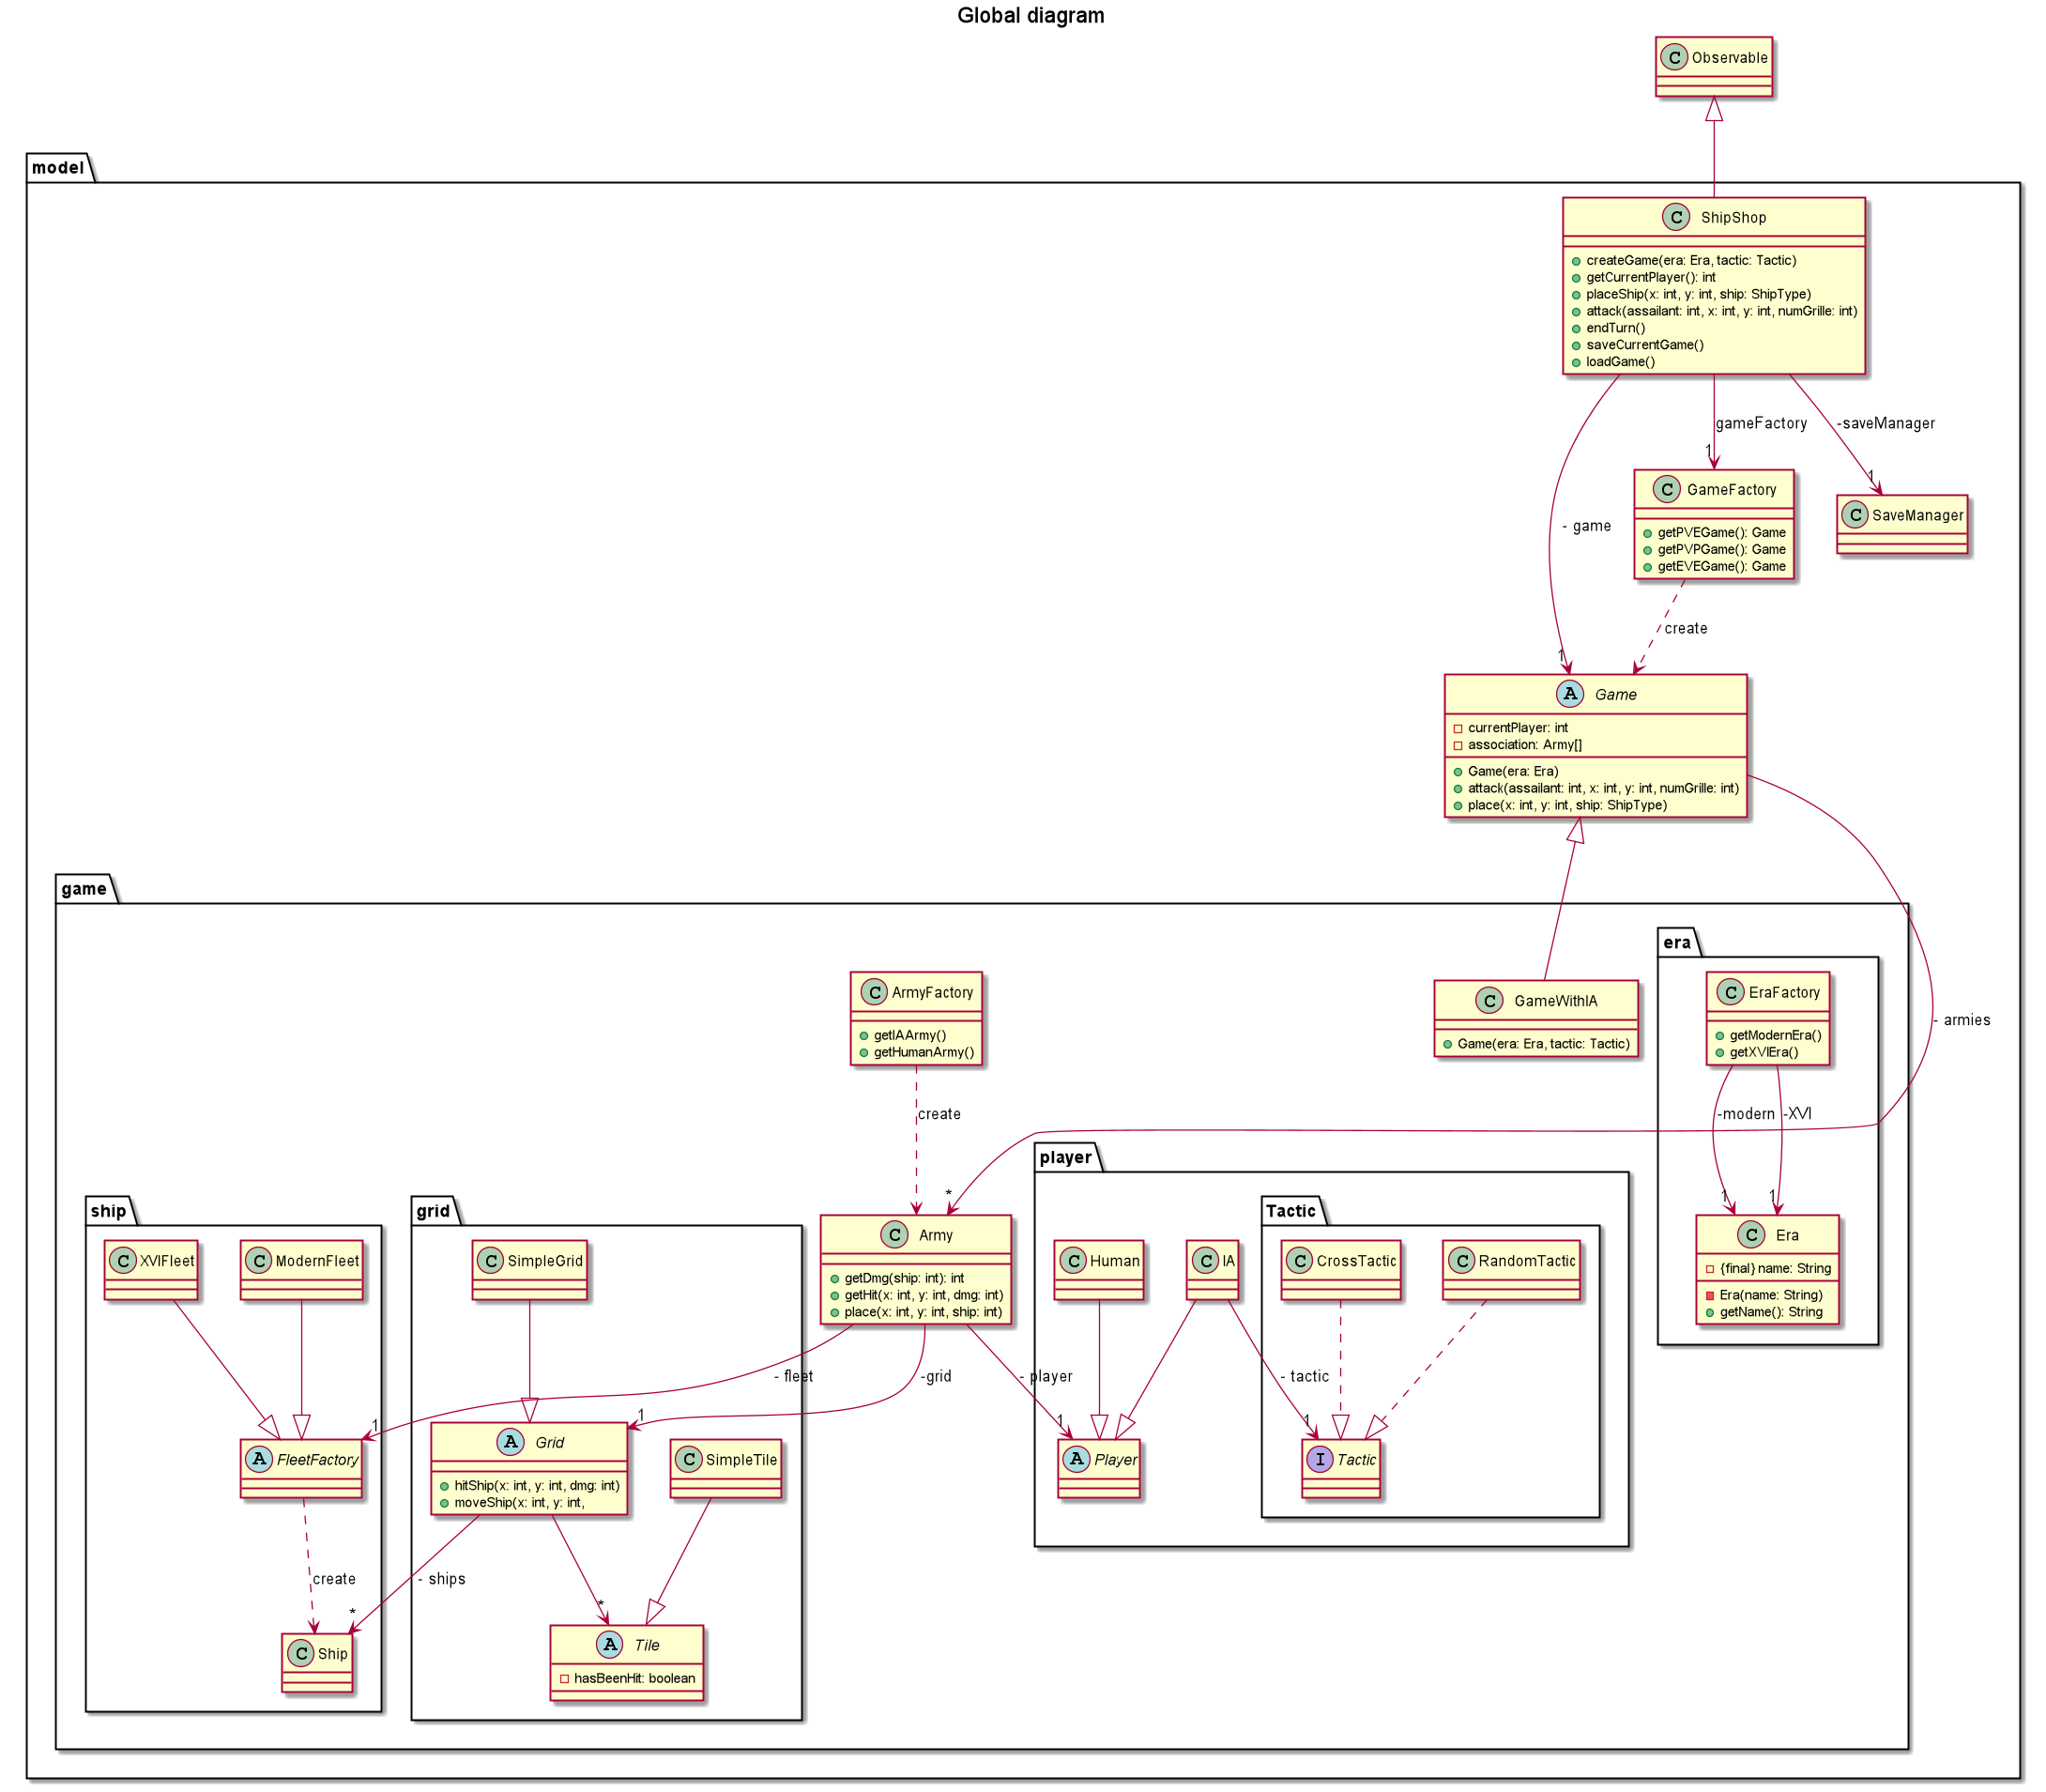 Global diagram
C Observable
model
C ShipShop
createGame(era: Era, tactic: Tactic)
getCurrentPlayer(): int
placeShip(x: int, y: int, ship: ShipType)
attack(assailant: int, x: int, y: int, numGrille: int)
endTurn()
saveCurrentGame()
loadGame()
gameFactory
-saveManager
1
1
C GameFactory
getPVEGame(): Game
getPVPGame(): Game
getEVEGame(): Game
C SaveManager
- game
create
1
A Game
currentPlayer: int
association: Army[]
Game(era: Era)
attack(assailant: int, x: int, y: int, numGrille: int)
place(x: int, y: int, ship: ShipType)
game
era
C ArmyFactory
getIAArmy()
getHumanArmy()
C GameWithIA
Game(era: Era, tactic: Tactic)
C EraFactory
getModernEra()
getXVIEra()
- armies
create
-modern
-XVI
player
*
1
1
ship
grid
Tactic
C XVIFleet
C ModernFleet
C SimpleGrid
C Army
getDmg(ship: int): int
getHit(x: int, y: int, dmg: int)
place(x: int, y: int, ship: int)
C Human
C IA
C CrossTactic
C RandomTactic
C Era
{final} name: String
Era(name: String)
getName(): String
- fleet
-grid
- player
- tactic
1
1
1
1
A FleetFactory
A Grid
hitShip(x: int, y: int, dmg: int)
moveShip(x: int, y: int,
C SimpleTile
A Player
I Tactic
create
- ships
*
*
C Ship
A Tile
hasBeenHit: boolean